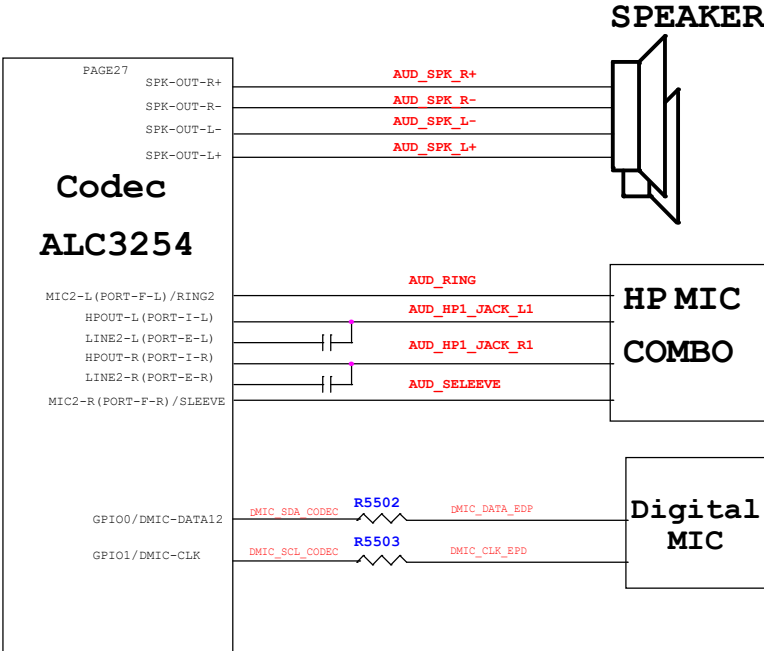 SPEAKER
PAGE27
SPK-OUT-R+
AUD_SPK_R+
SPK-OUT-R-
AUD_SPK_R-
SPK-OUT-L-
AUD_SPK_L-
SPK-OUT-L+
AUD_SPK_L+
Codec
ALC3254
MIC2-L(PORT-F-L)/RING2
AUD_RING
HPOUT-L(PORT-I-L)
AUD_HP1_JACK_L1
LINE2-L(PORT-E-L)
HPOUT-R(PORT-I-R)
AUD_HP1_JACK_R1
LINE2-R(PORT-E-R)
MIC2-R(PORT-F-R)/SLEEVE
AUD_SELEEVE
HP MIC
COMBO
GPIO0/DMIC-DATA12
DMIC_SDA_CODEC
R5502
DMIC_DATA_EDP
GPIO1/DMIC-CLK
DMIC_SCL_CODEC
R5503
DMIC_CLK_EPD
Digital
MIC